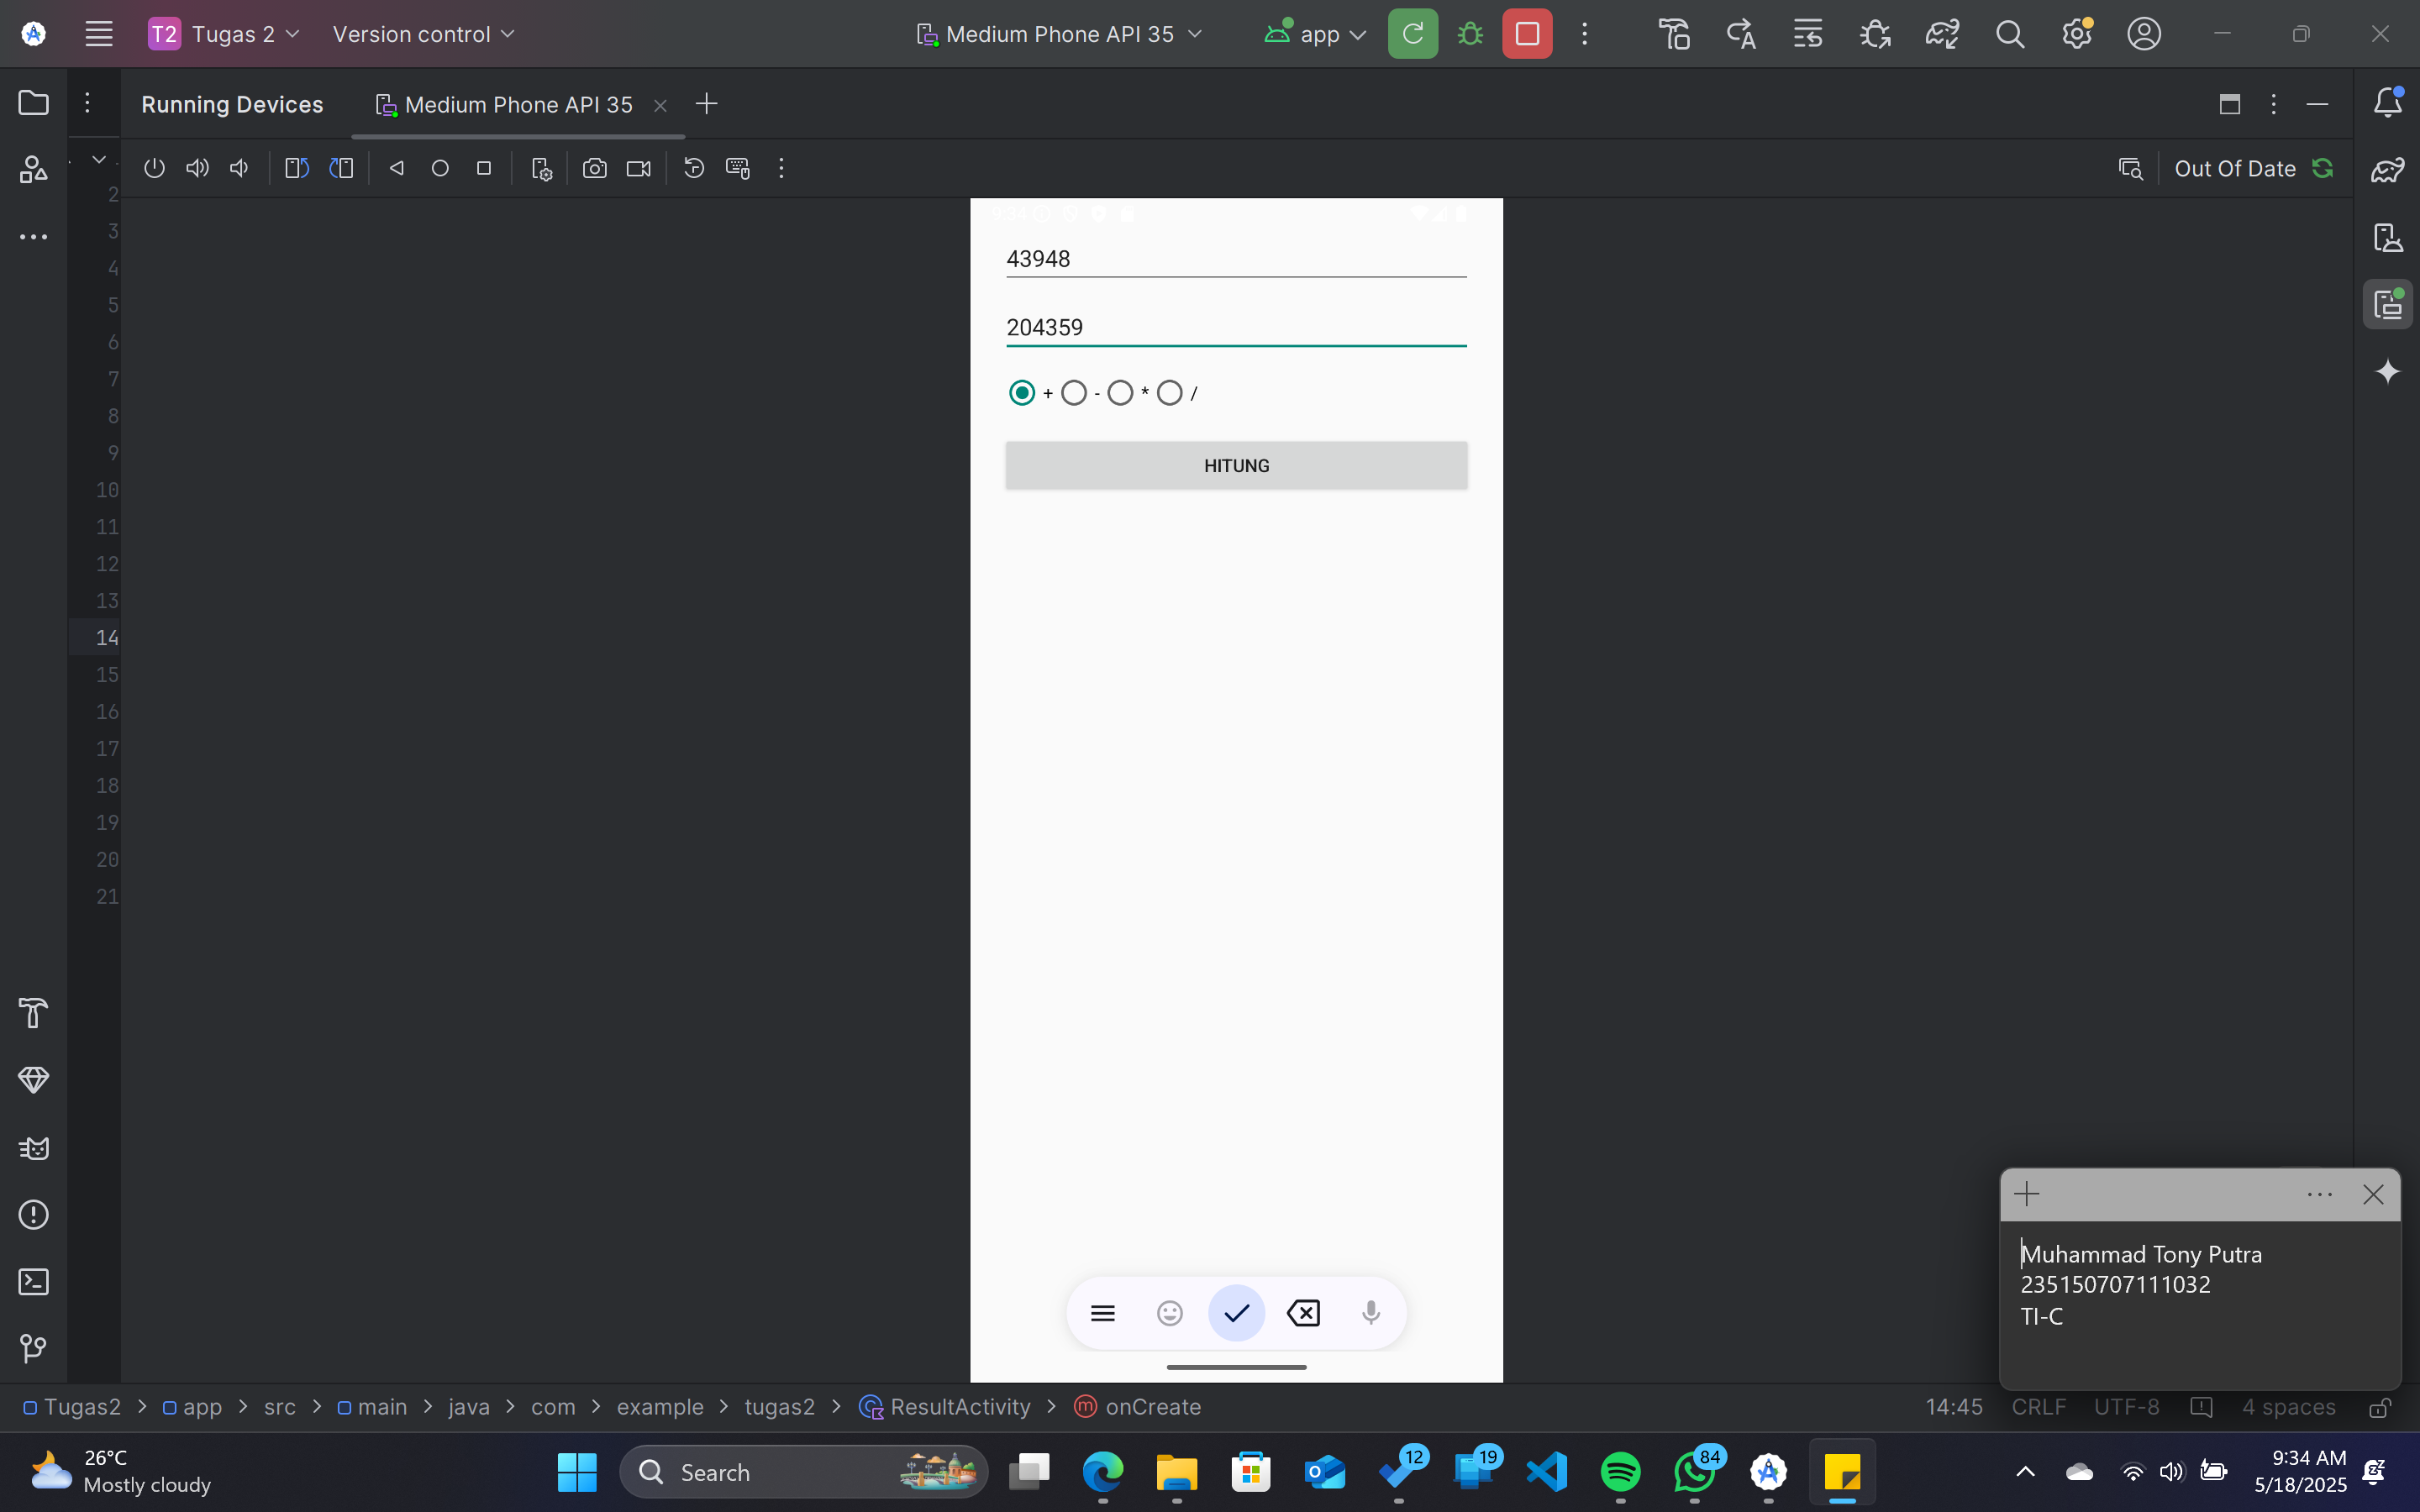 T2 Tugas 2 Version control Medium Phone API 35 app
Running Devices Medium Phone API 35
Out Of Date
2
3
4
5
6
7
8
9
10
11
12
13
14
15
16
17
18
19
20
21
43948
204359
+ - * /
HITUNG
Muhammad Tony Putra
235150707111032
TI-C
Tugas2 > app > src > main > java > com > example > tugas2 > ResultActivity > onCreate 14:45 CRLF UTF-8 4 spaces
26°C
Mostly cloudy
Search
12
19
84
9:34 AM
5/18/2025